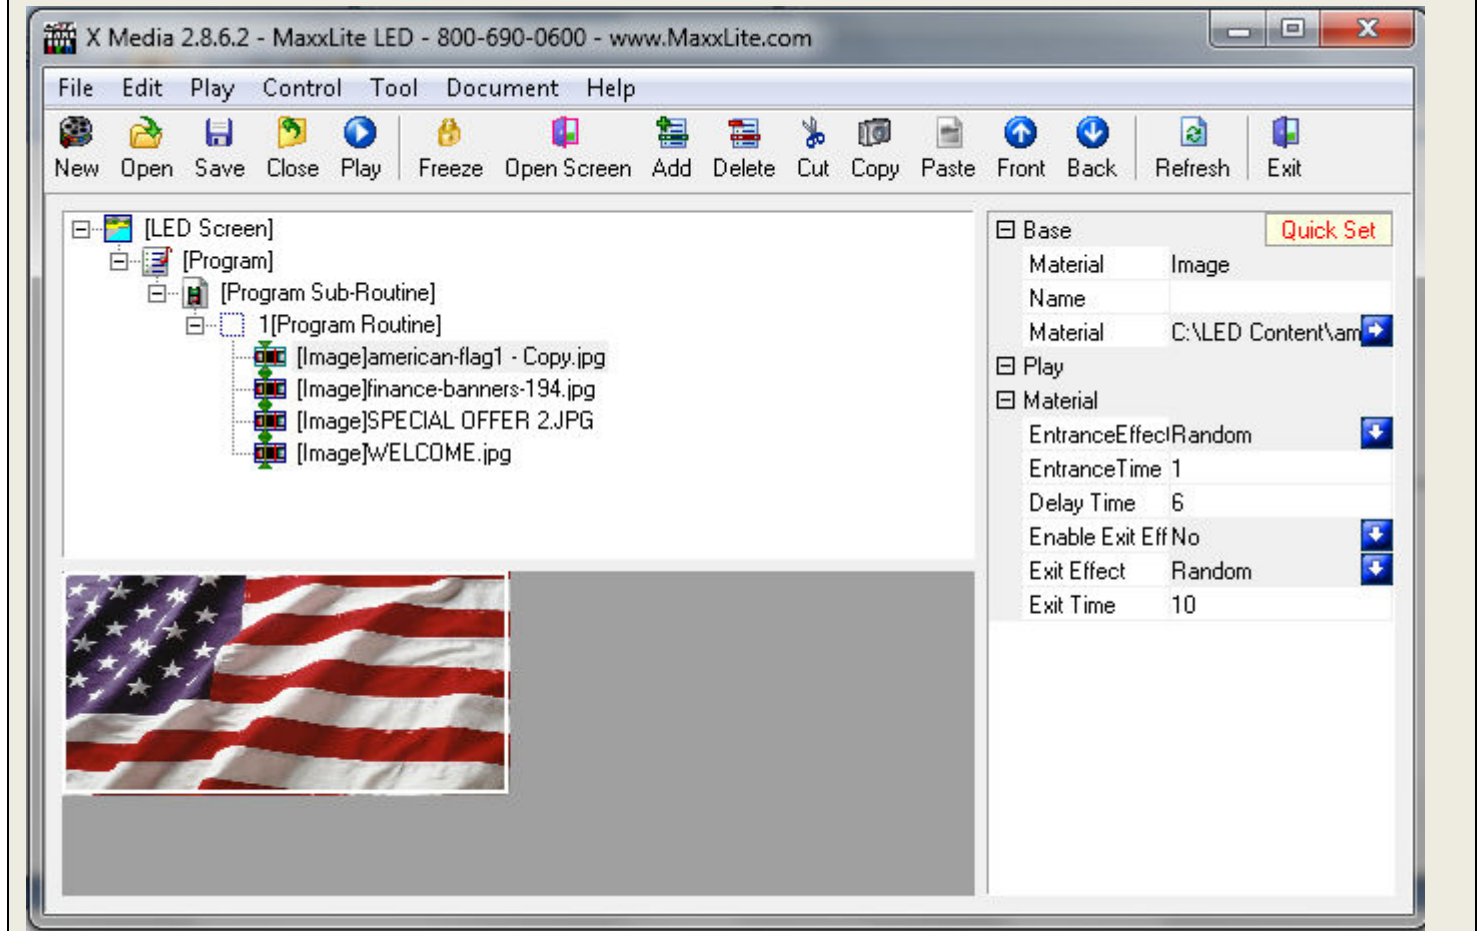 X Media 2.8.6.2 - MaxxLite LED - 800-690-0600 - www.MaxxLite.com
File Edit Play Control Tool Document Help
New Open Save Close Play Freeze Open Screen Add Delete Cut Copy Paste Front Back Refresh Exit
[LED Screen]
[Program]
[Program Sub-Routine]
1[Program Routine]
[Image]american-flag1 - Copy.jpg
[Image]finance-banners-194.jpg
[Image]SPECIAL OFFER 2.JPG
[Image]WELCOME.jpg
Base Quick Set
Material Image
Name
Material C:\LED Content\am
Play
Material
EntranceEffect Random
EntranceTime 1
Delay Time 6
Enable Exit Eff No
Exit Effect Random
Exit Time 10